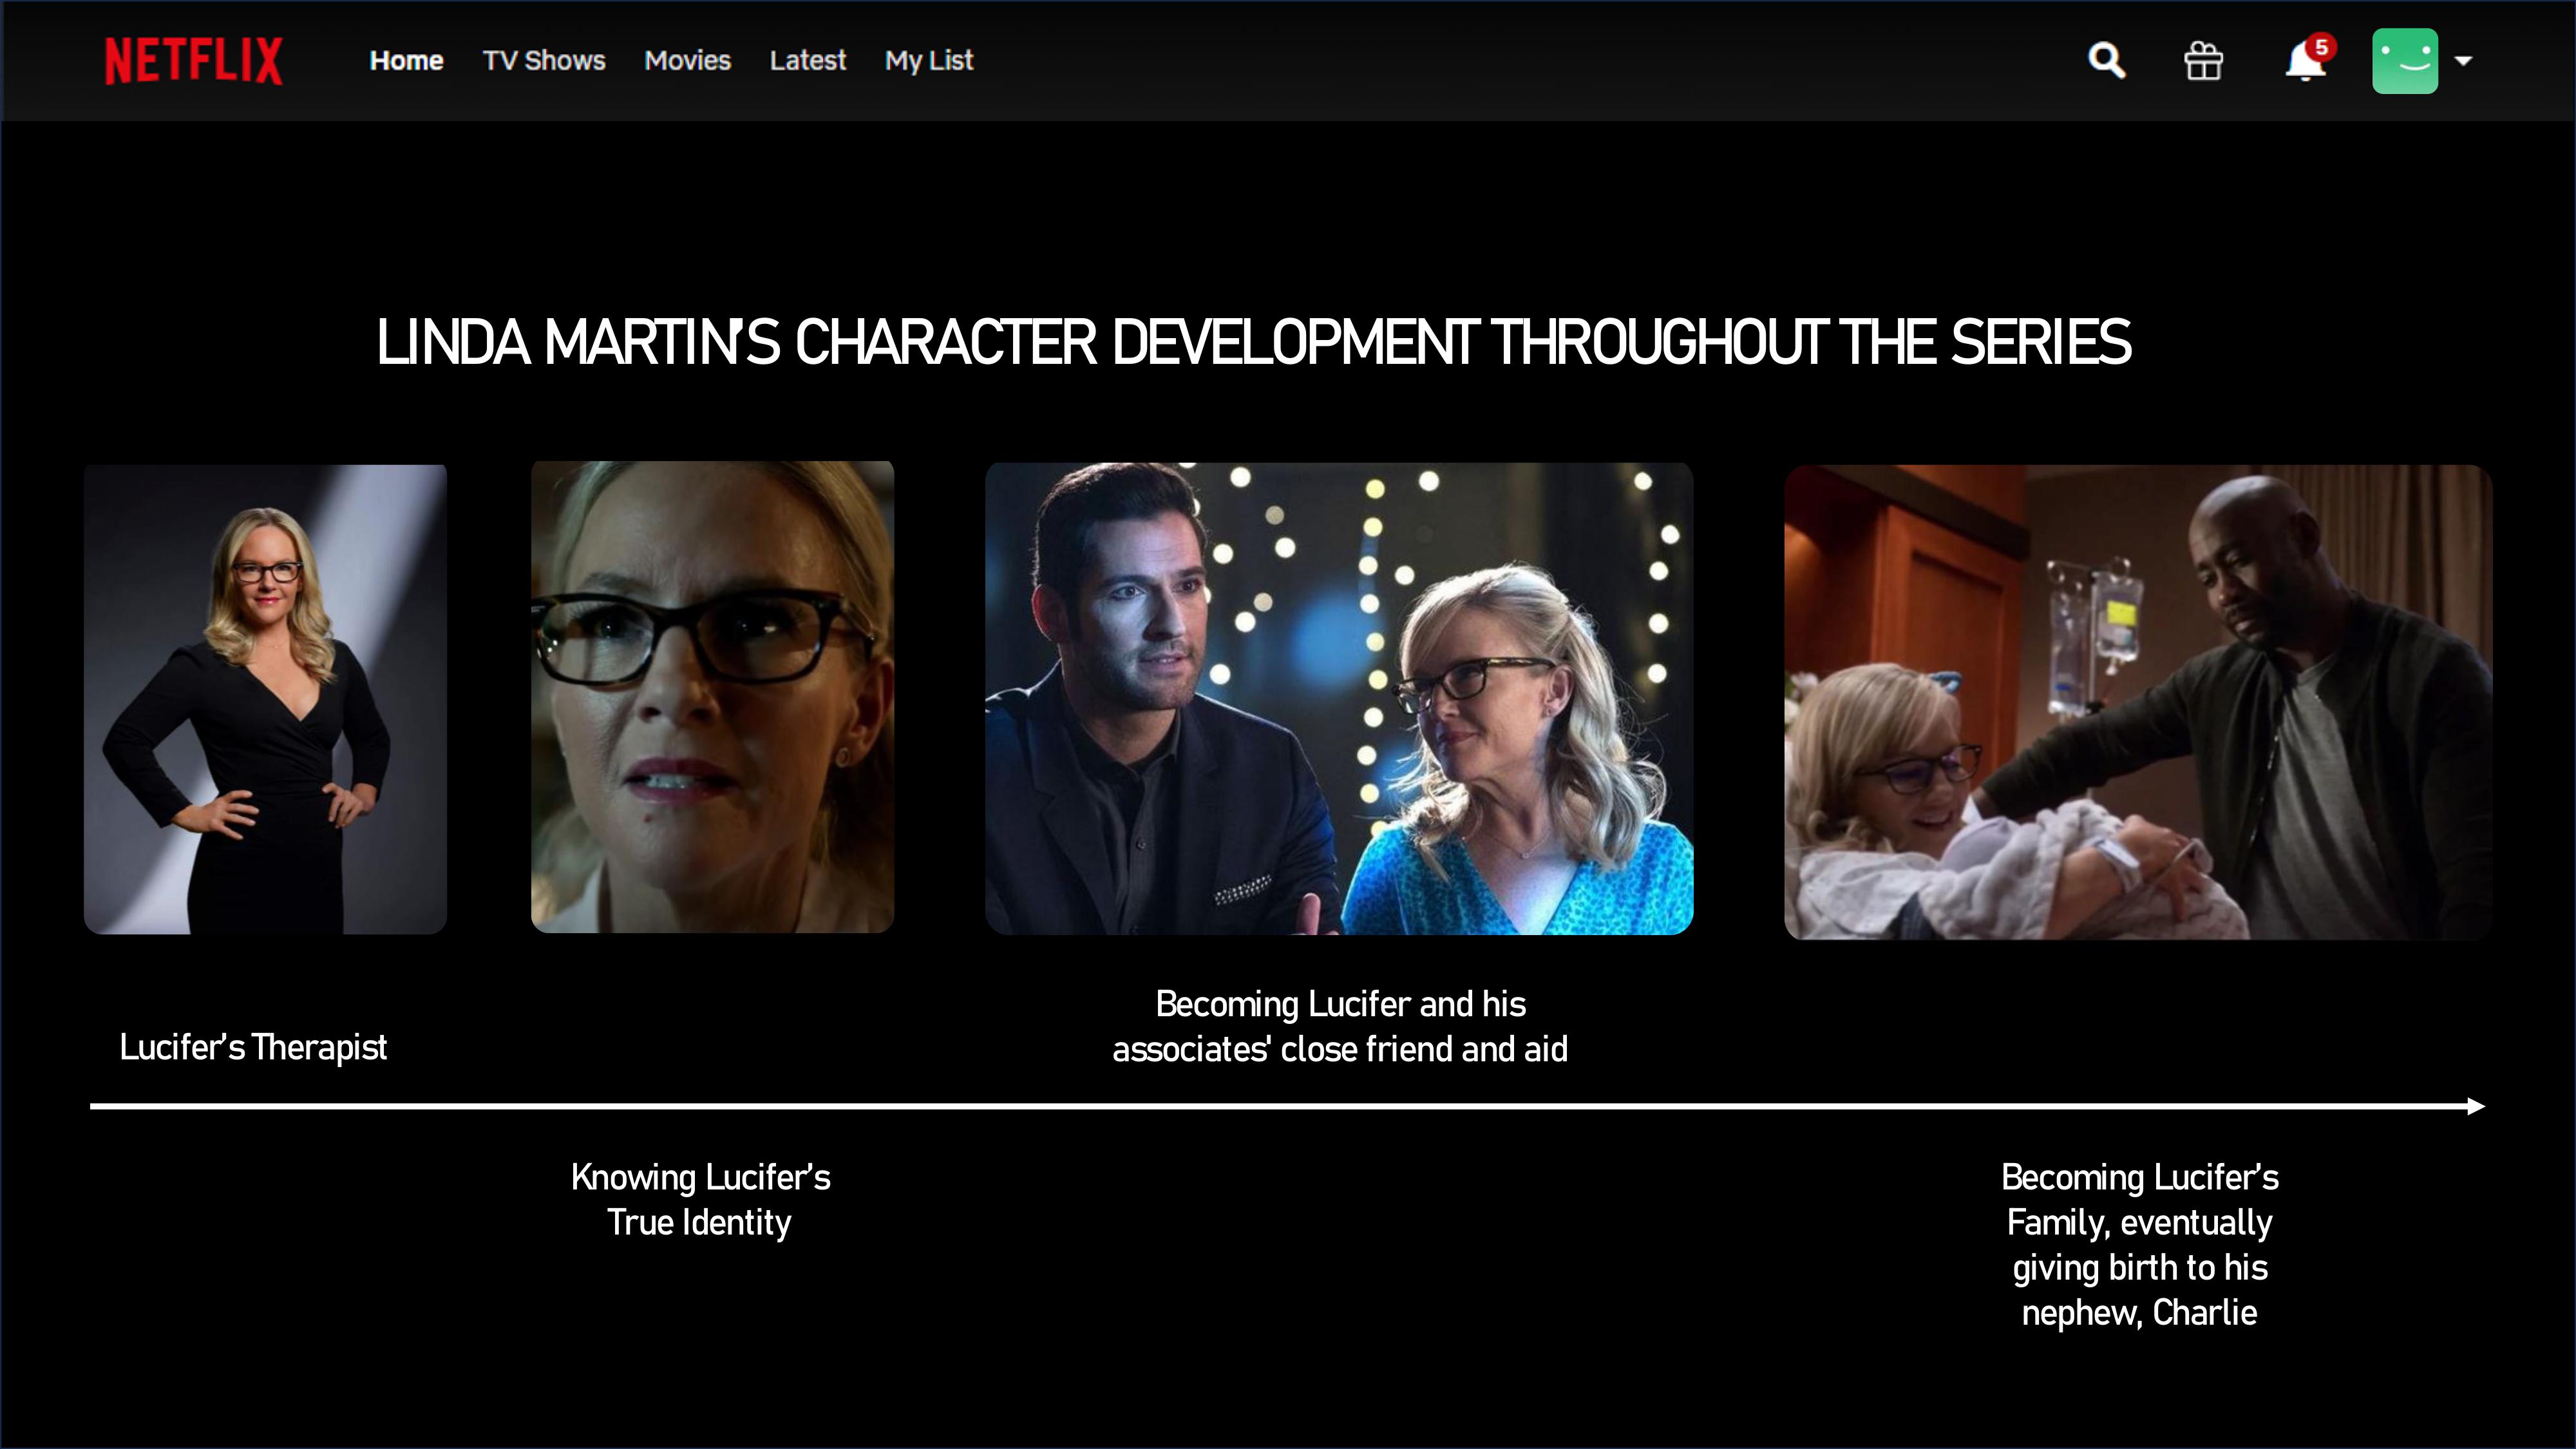 NETFLIX
Home
TV Shows
Movies
Latest
My List
5
LINDA MARTIN'S CHARACTER DEVELOPMENT THROUGHOUT THE SERIES
Lucifer’s Therapist
Knowing Lucifer’s
True Identity
Becoming Lucifer and his
associates' close friend and aid
Becoming Lucifer’s
Family, eventually
giving birth to his
nephew, Charlie